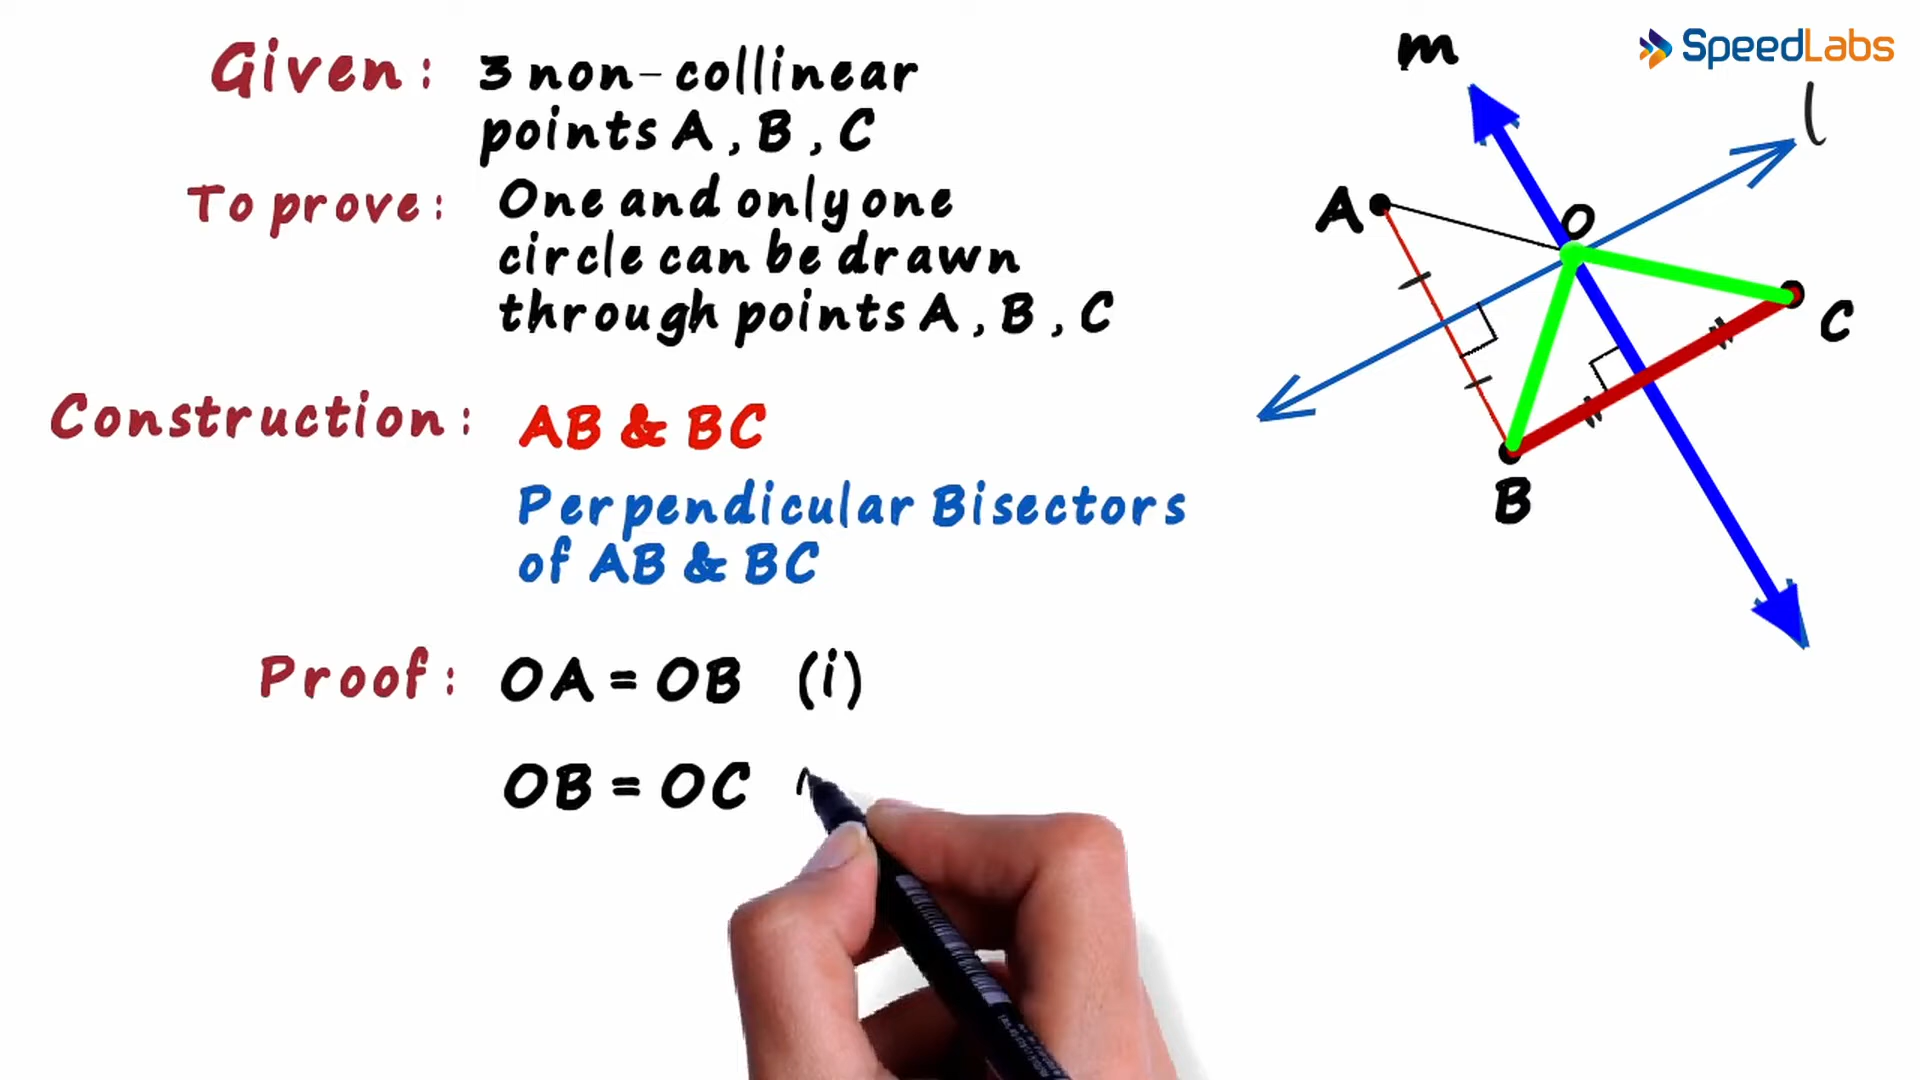 Given: 3 non-collinear
points A, B, C
To prove: One and only one
circle can be drawn
through points A, B, C
Construction: AB & BC
Perpendicular Bisectors
of AB & BC
Proof: OA = OB (i)
OB = OC (
SpeedLabs
m
l
A
O
C
B